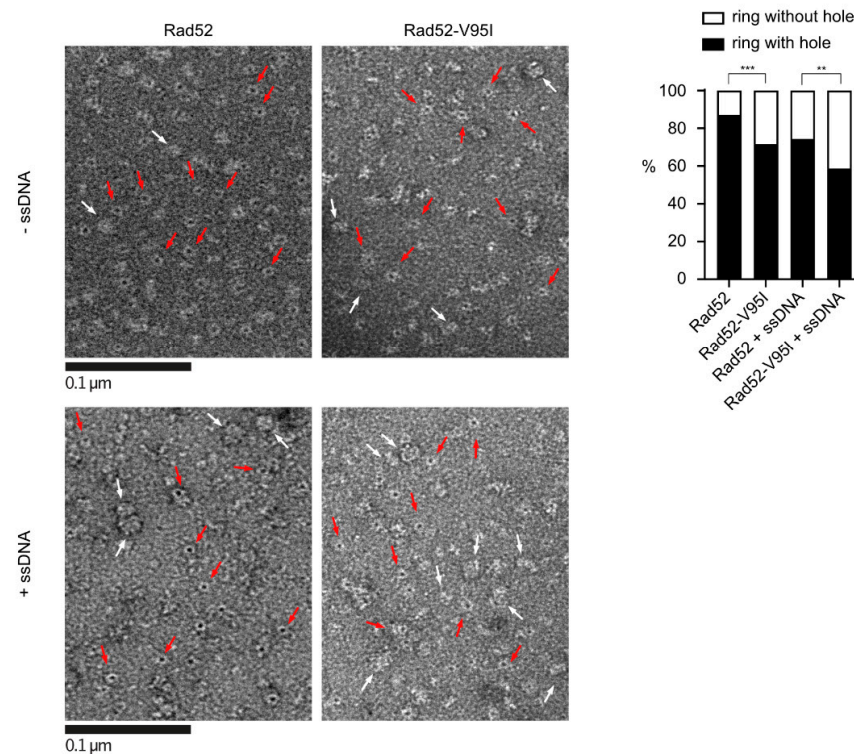 Rad52
Rad52-V95I
- ssDNA
0.1 µm
+ ssDNA
0.1 µm
ring without hole
ring with hole
***
**
100
80
60
40
20
0
%
Rad52
Rad52-V95I
Rad52 + ssDNA
Rad52-V95I + ssDNA